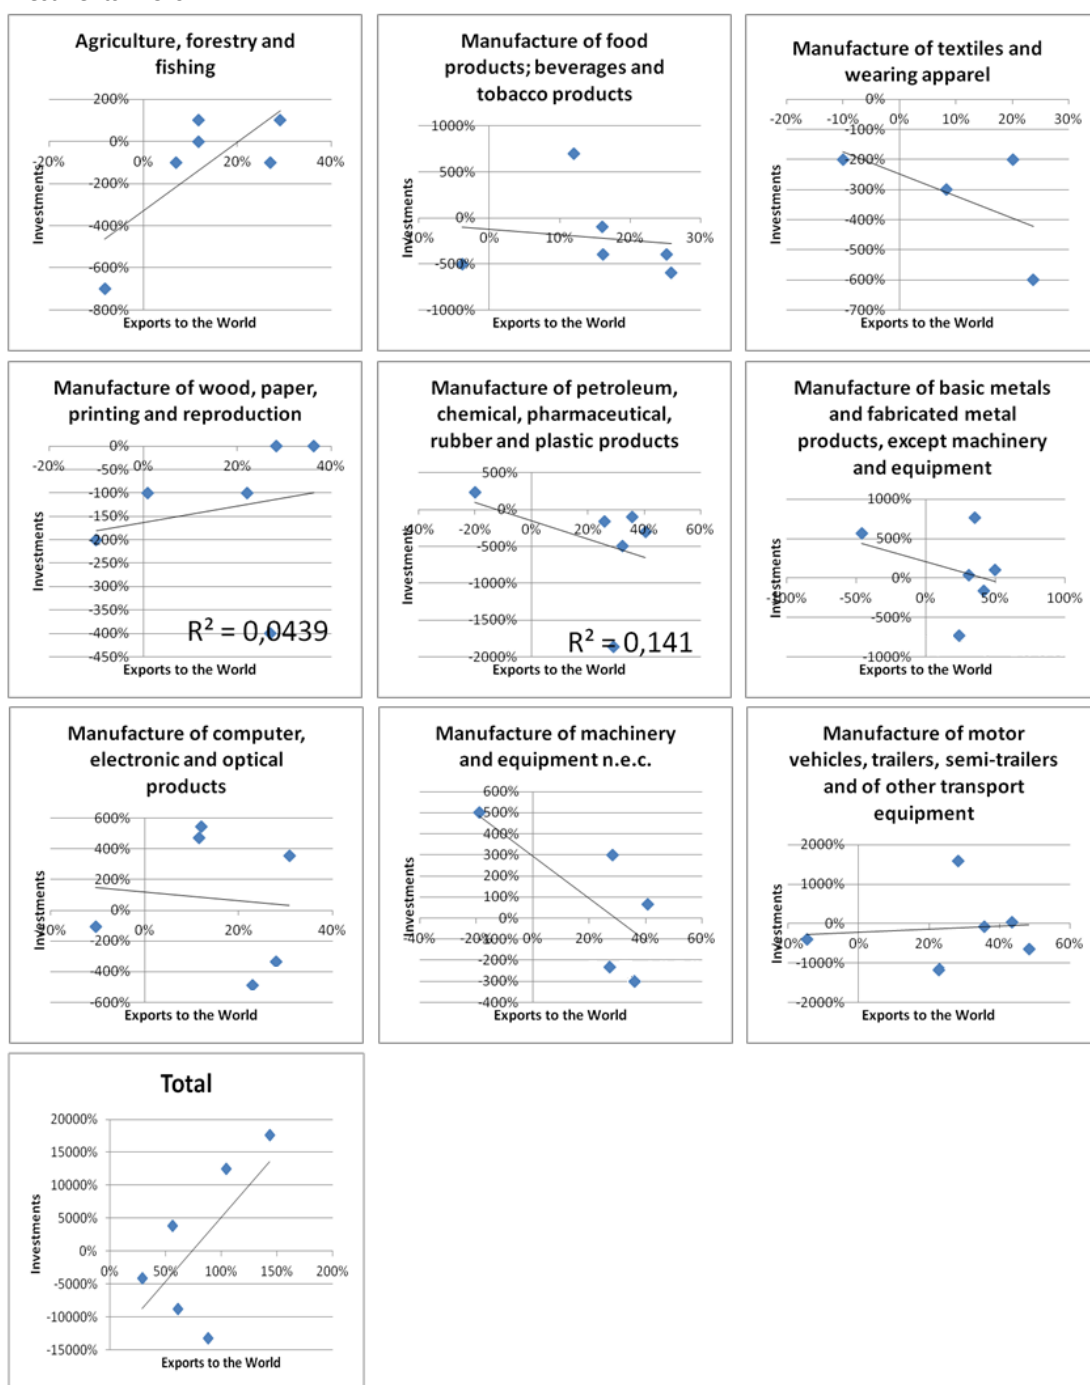 Agriculture, forestry and
fishing
200%
0%
-20%
0%
20%
40%
-200%
-400%
-600%
-800%
Investments
Exports to the World
Manufacture of food
products; beverages and
tobacco products
1000%
500%
0%
0%
10%
20%
30%
-500%
-1000%
Investments
Exports to the World
Manufacture of textiles and
wearing apparel
0%
-20%
-10%
0%
10%
20%
30%
-100%
-200%
-300%
-400%
-500%
-600%
-700%
Investments
Exports to the World
Manufacture of wood, paper,
printing and reproduction
0%
-20%
0%
20%
40%
-50%
-100%
-150%
-200%
-250%
-300%
-350%
-400%
-450%
R² = 0,0439
Investments
Exports to the World
Manufacture of petroleum,
chemical, pharmaceutical,
rubber and plastic products
500%
0%
-20%
0%
20%
40%
60%
-500%
-1000%
-1500%
-2000%
R² = 0,141
Investments
Exports to the World
Manufacture of basic metals
and fabricated metal
products, except machinery
and equipment
1000%
500%
0%
-100%
-50%
0%
50%
100%
-500%
-1000%
Investments
Exports to the World
Manufacture of computer,
electronic and optical
products
600%
400%
200%
0%
0%
20%
40%
-200%
-400%
-600%
Investments
Exports to the World
Manufacture of machinery
and equipment n.e.c.
600%
500%
400%
300%
200%
100%
0%
-20%
0%
20%
40%
60%
-100%
-200%
-300%
-400%
Investments
Exports to the World
Manufacture of motor
vehicles, trailers, semi-trailers
and of other transport
equipment
2000%
1000%
0%
0%
20%
40%
60%
-1000%
-2000%
Investments
Exports to the World
Total
20000%
15000%
10000%
5000%
0%
0%
50%
100%
150%
200%
-5000%
-10000%
-15000%
Investments
Exports to the World